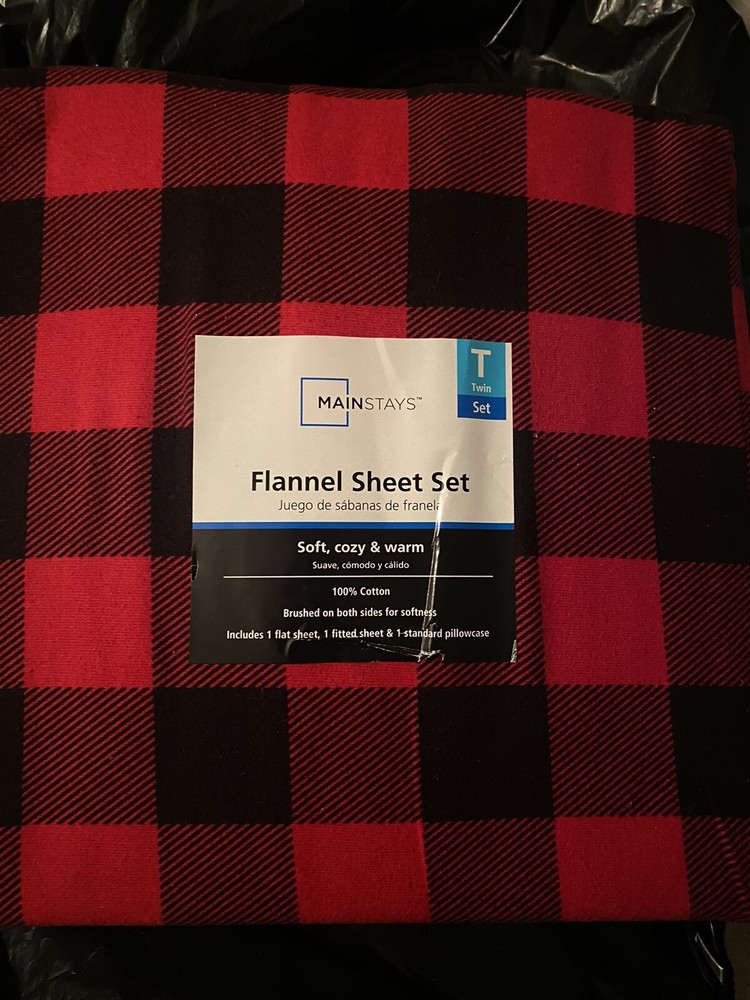 T
Twin
Set
MAINSTAYS™
Flannel Sheet Set
Juego de sábanas de franela
Soft, cozy & warm
Suave, cómodo y cálido
100% Cotton
Brushed on both sides for softness
Includes 1 flat sheet, 1 fitted sheet & 1 standard pillowcase